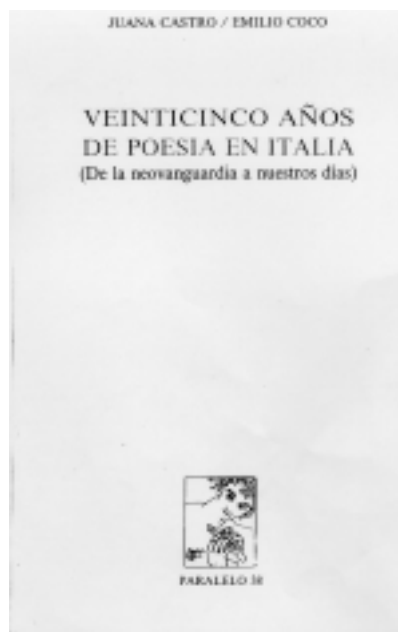 JUANA CASTRO / EMILIO COCO
VEINTICINCO AÑOS
DE POESIA EN ITALIA
(De la neovanguardia a nuestros días)
PARALELO 38